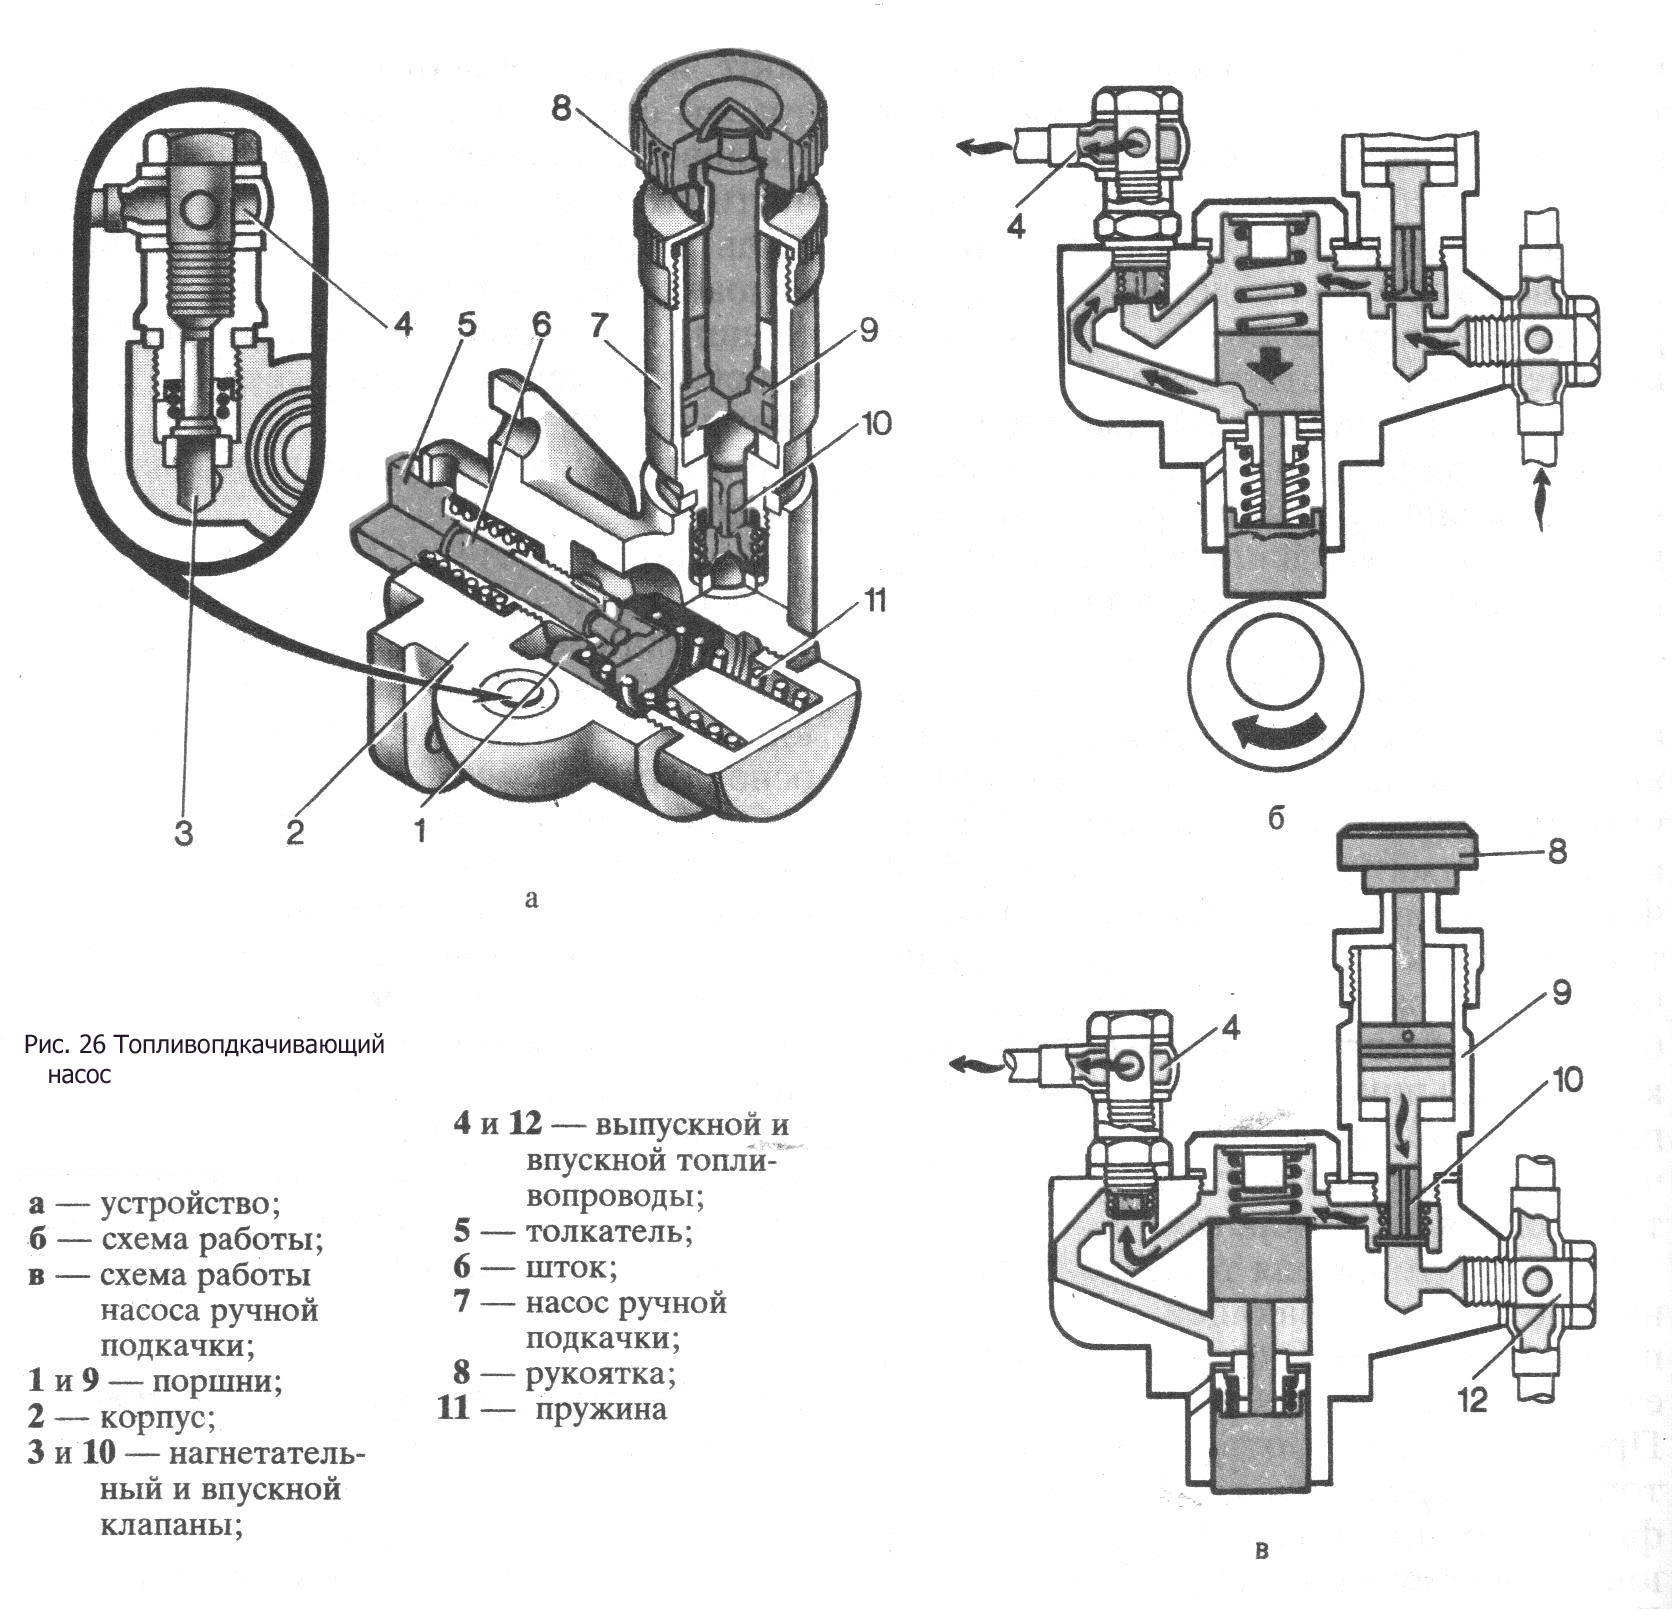 8
4
5
6
7
9
10
11
3
2
1
а
4
б
8
9
4
10
12
в
Рис. 26 Топливопдкачивающий
насос
а — устройство;
б — схема работы;
в — схема работы
насоса ручной
подкачки;
1 и 9 — поршни;
2 — корпус;
3 и 10 — нагнетатель-
ный и впускной
клапаны;
4 и 12 — выпускной и
впускной топли-
вопроводы;
5 — толкатель;
6 — шток;
7 — насос ручной
подкачки;
8 — рукоятка;
11 — пружина